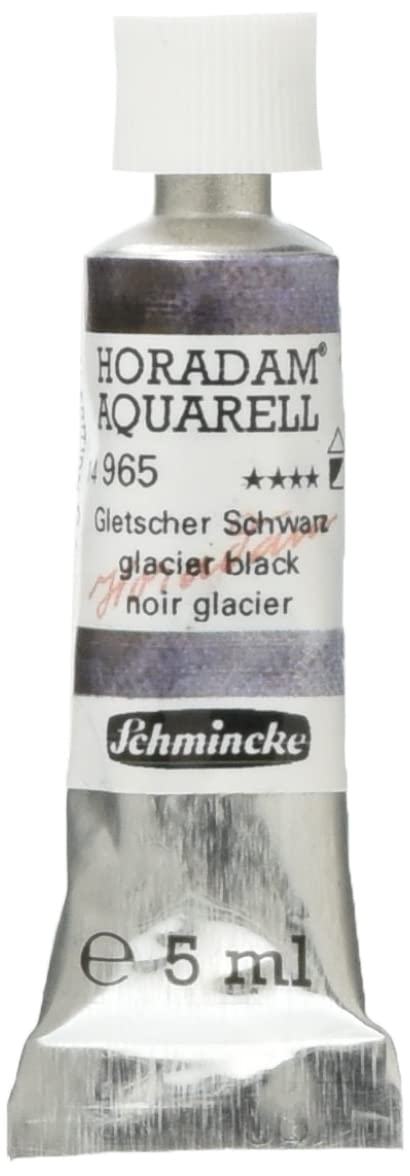 HORADAM®
AQUARELL
965 ★★★★
Gletscher Schwarz
glacier black
noir glacier
Schmincke
℮ 5 ml